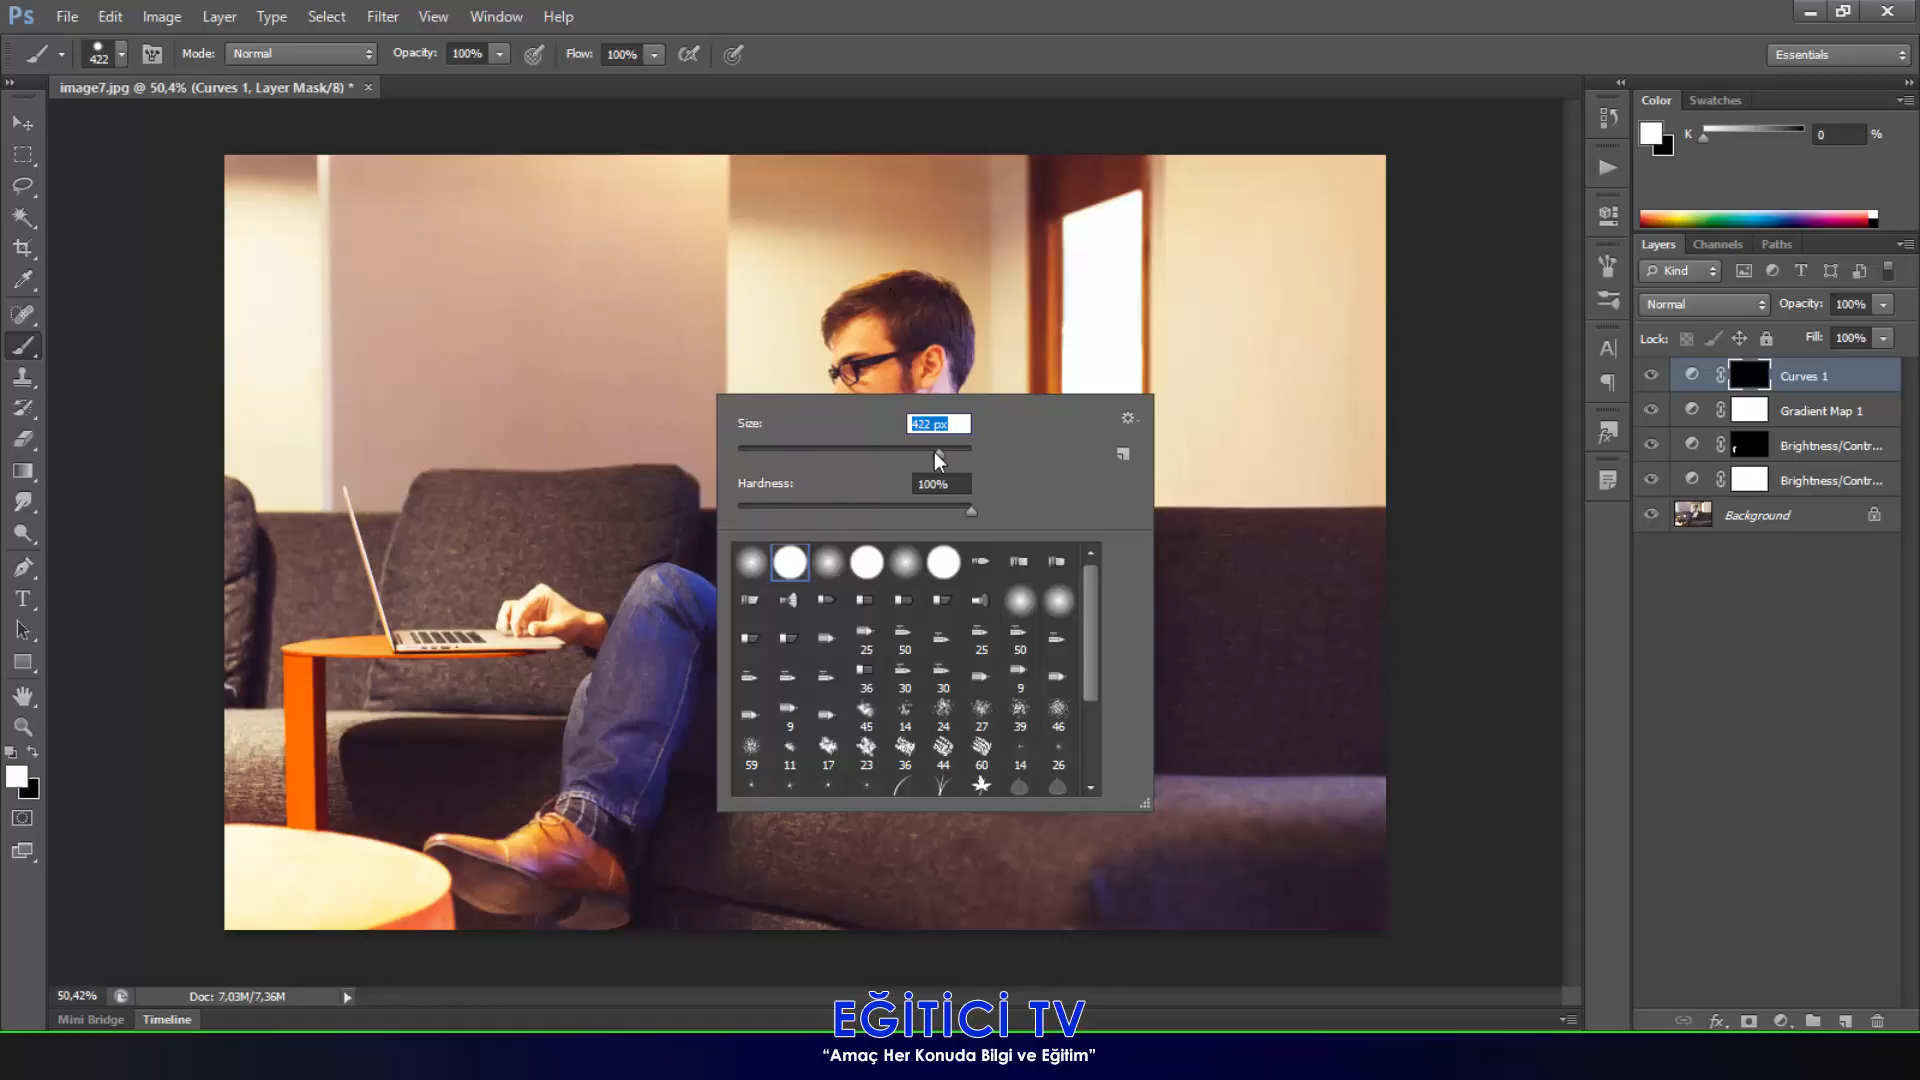 Ps File Edit Image Layer Type Select Filter View Window Help
422 Mode: Normal Opacity: 100% Flow: 100% Essentials
image7.jpg @ 50,4% (Curves 1, Layer Mask/8) * ×
Color Swatches
K 0 %
Layers Channels Paths
Kind
Normal Opacity: 100%
Lock: Fill: 100%
Curves 1
Gradient Map 1
Brightness/Contr...
Brightness/Contr...
Background
Size: 422 px
Hardness: 100%
25 50 25 50
36 30 30 9
9 45 14 24 27 39 46
59 11 17 23 36 44 60 14 26
50,42% Doc: 7,03M/7,36M
Mini Bridge Timeline
EĞİTİCİ TV
“Amaç Her Konuda Bilgi ve Eğitim”